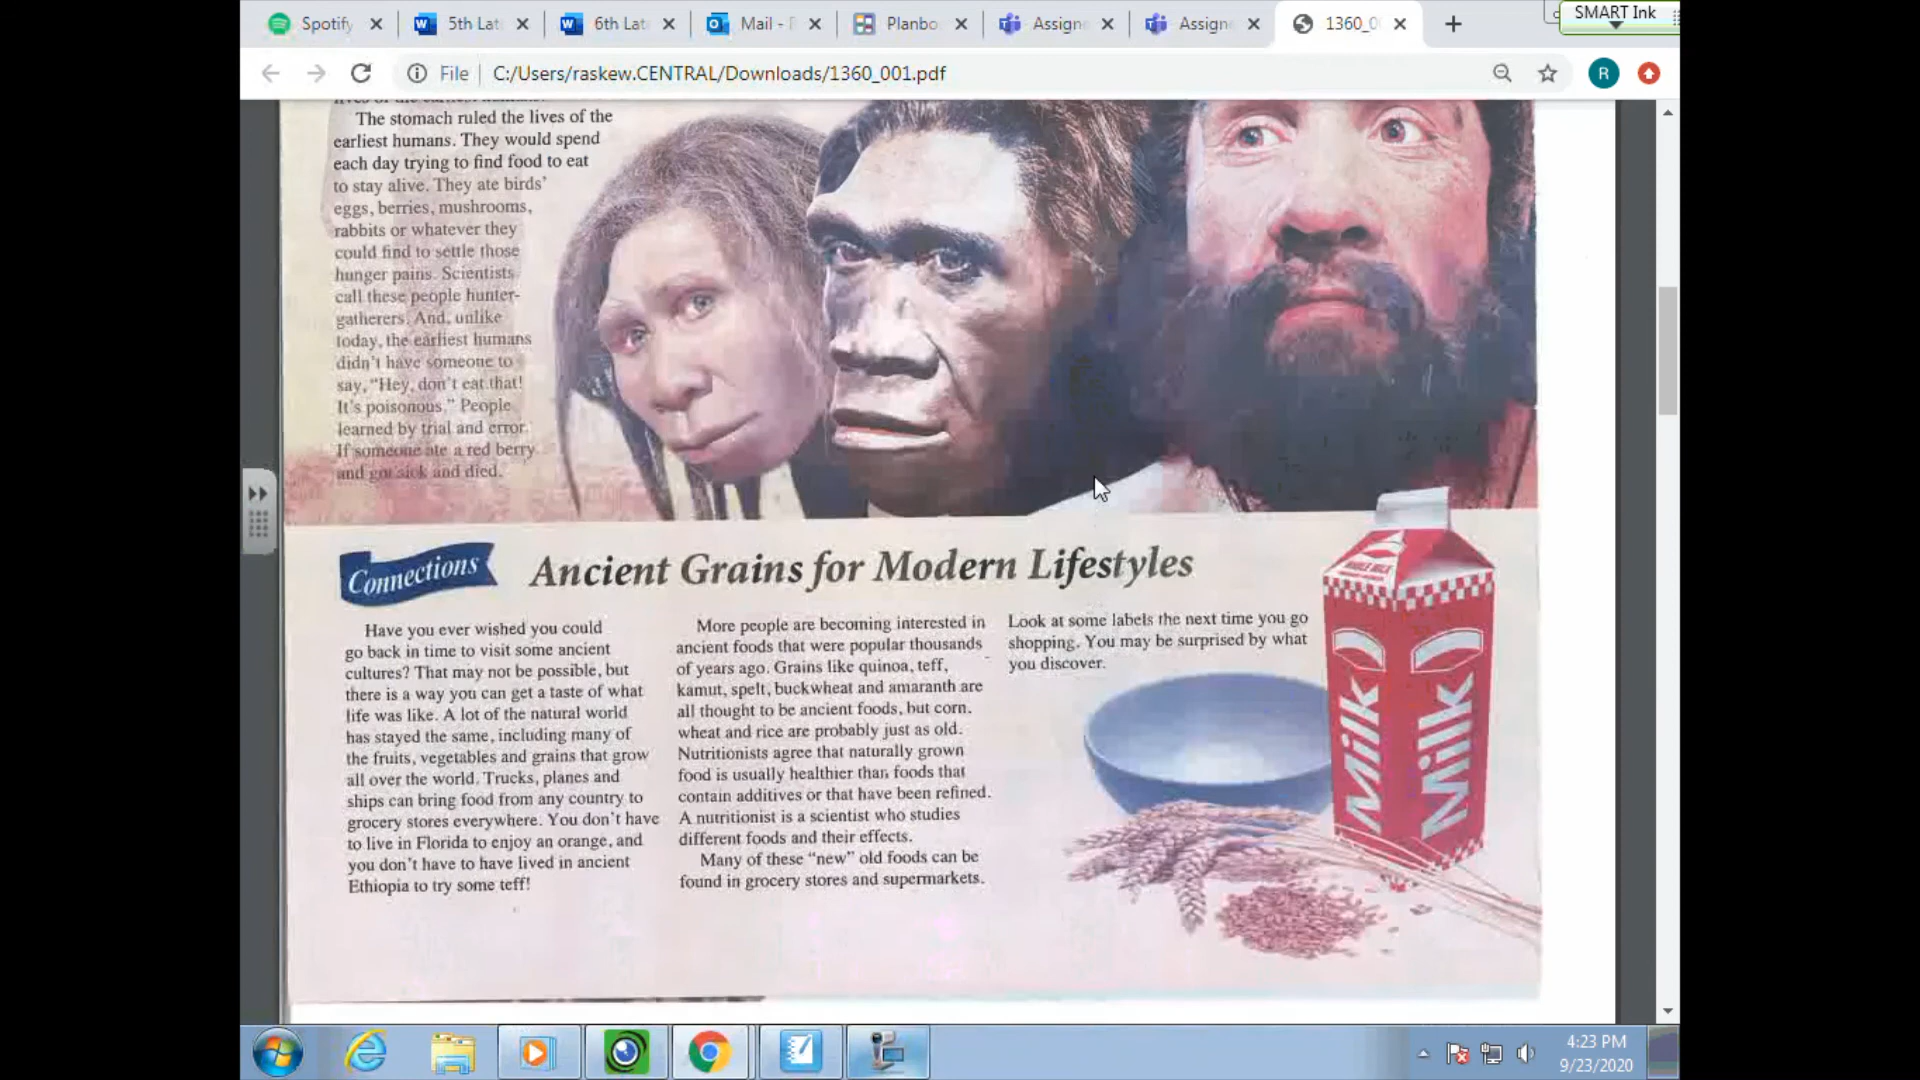 Spotify
5th Lat
6th Lat
Mail -
Planbo
Assign
Assign
1360_0
SMART Ink
File
C:/Users/raskew.CENTRAL/Downloads/1360_001.pdf
R
lives of the earliest humans.
The stomach ruled the lives of the
earliest humans. They would spend
each day trying to find food to eat
to stay alive. They ate birds'
eggs, berries, mushrooms,
rabbits or whatever they
could find to settle those
hunger pains. Scientists
call these people hunter-
gatherers. And, unlike
today, the earliest humans
didn't have someone to
say, "Hey, don't eat that!
It's poisonous." People
learned by trial and error.
If someone ate a red berry
and got sick and died.
Connections
Ancient Grains for Modern Lifestyles
Have you ever wished you could
go back in time to visit some ancient
cultures? That may not be possible, but
there is a way you can get a taste of what
life was like. A lot of the natural world
has stayed the same, including many of
the fruits, vegetables and grains that grow
all over the world. Trucks, planes and
ships can bring food from any country to
grocery stores everywhere. You don't have
to live in Florida to enjoy an orange, and
you don't have to have lived in ancient
Ethiopia to try some teff!
More people are becoming interested in
ancient foods that were popular thousands
of years ago. Grains like quinoa, teff,
kamut, spelt, buckwheat and amaranth are
all thought to be ancient foods, but corn,
wheat and rice are probably just as old.
Nutritionists agree that naturally grown
food is usually healthier than foods that
contain additives or that have been refined.
A nutritionist is a scientist who studies
different foods and their effects.
Many of these "new" old foods can be
found in grocery stores and supermarkets.
Look at some labels the next time you go
shopping. You may be surprised by what
you discover.
WHOLE MILK
Milk
Milk
4:23 PM
9/23/2020